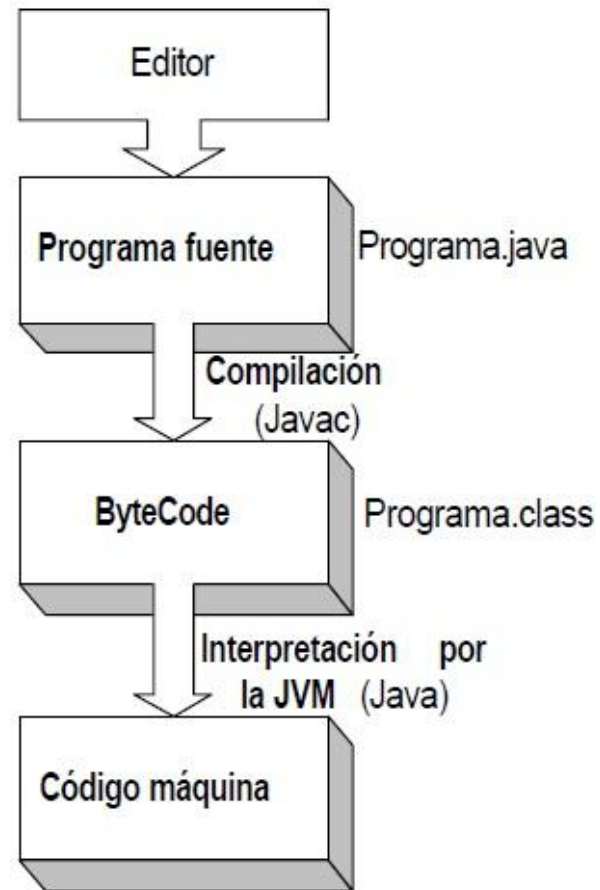 Editor
Programa fuente
Programa.java
Compilación
(Javac)
ByteCode
Programa.class
Interpretación por
la JVM (Java)
Código máquina